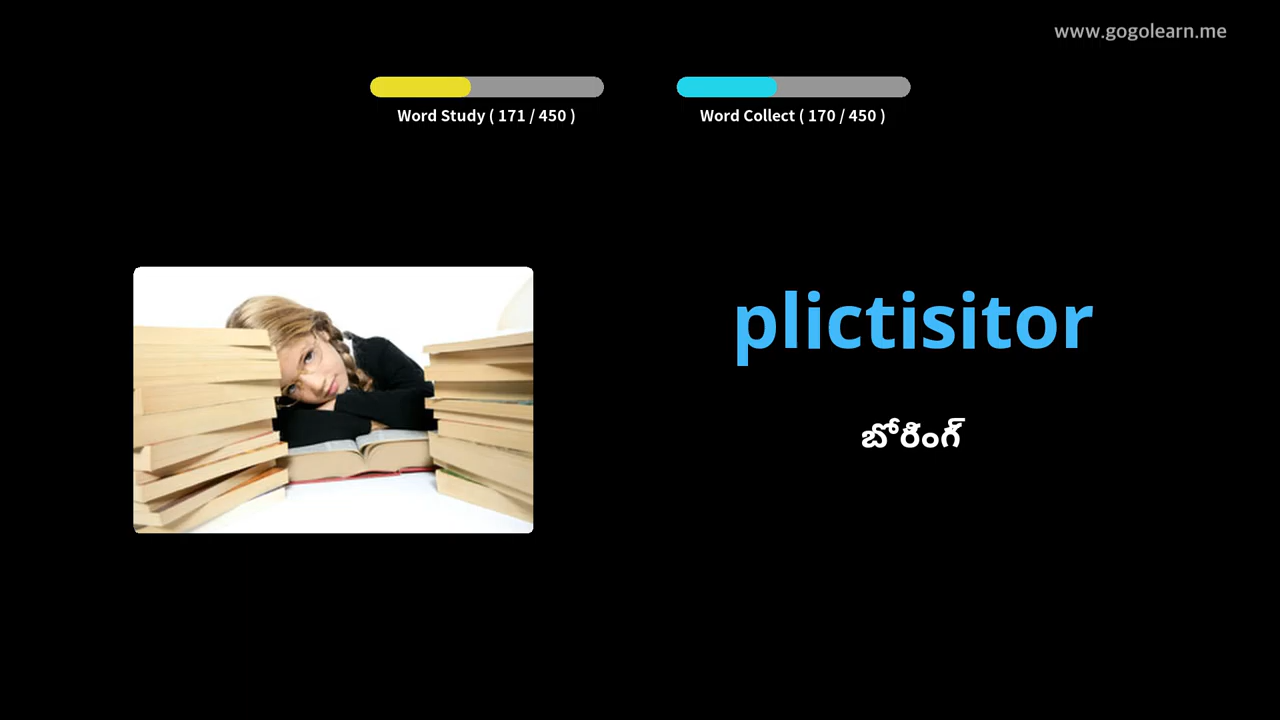 www.gogolearn.me
Word Study ( 171 / 450 )
Word Collect ( 170 / 450 )
plictisitor
బోరింగ్